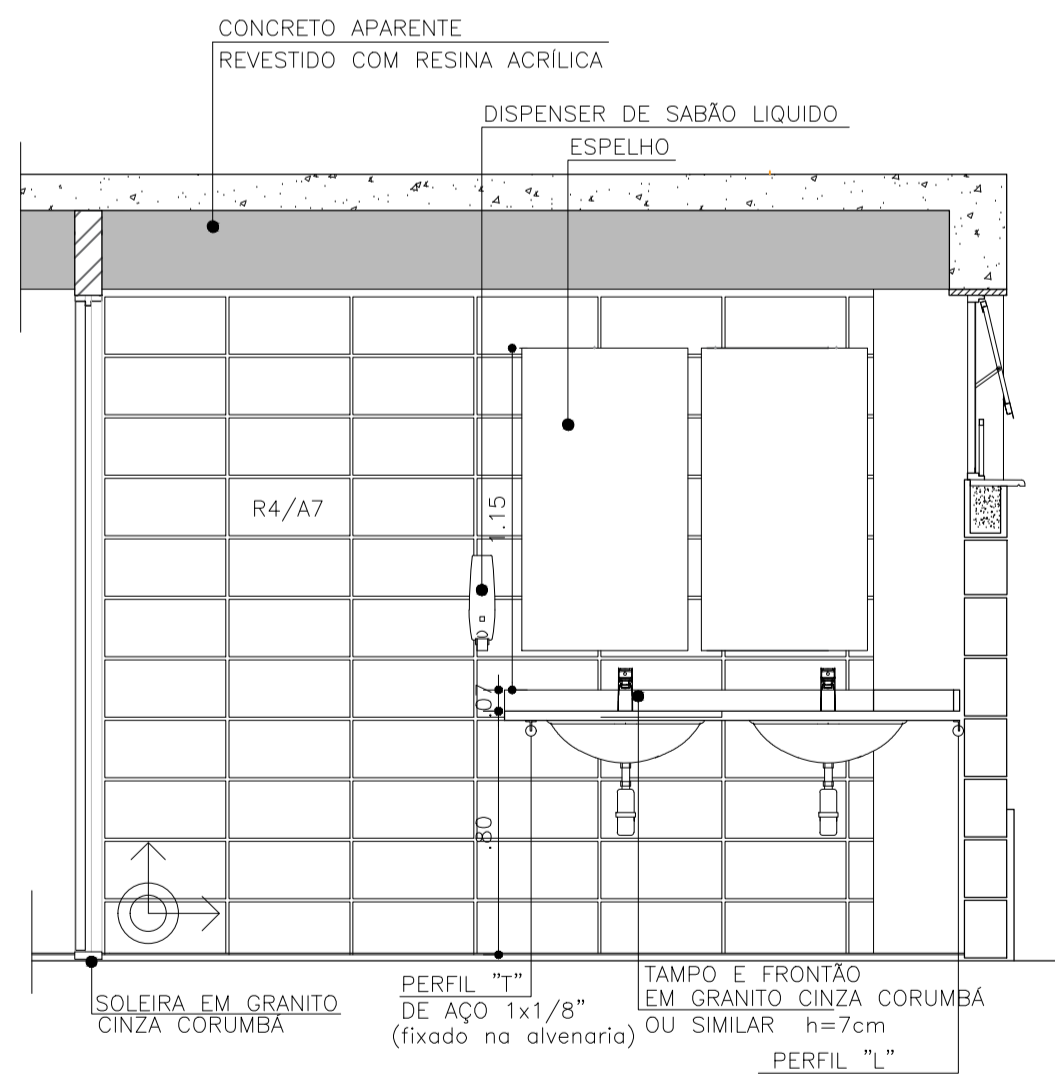 CONCRETO APARENTE
REVESTIDO COM RESINA ACRÍLICA
DISPENSER DE SABÃO LIQUIDO
ESPELHO
R4/A7
1.15
.07
.80
SOLEIRA EM GRANITO
CINZA CORUMBÁ
PERFIL "T"
DE AÇO 1x1/8"
(fixado na alvenaria)
TAMPO E FRONTÃO
EM GRANITO CINZA CORUMBÁ
OU SIMILAR h=7cm
PERFIL "L"